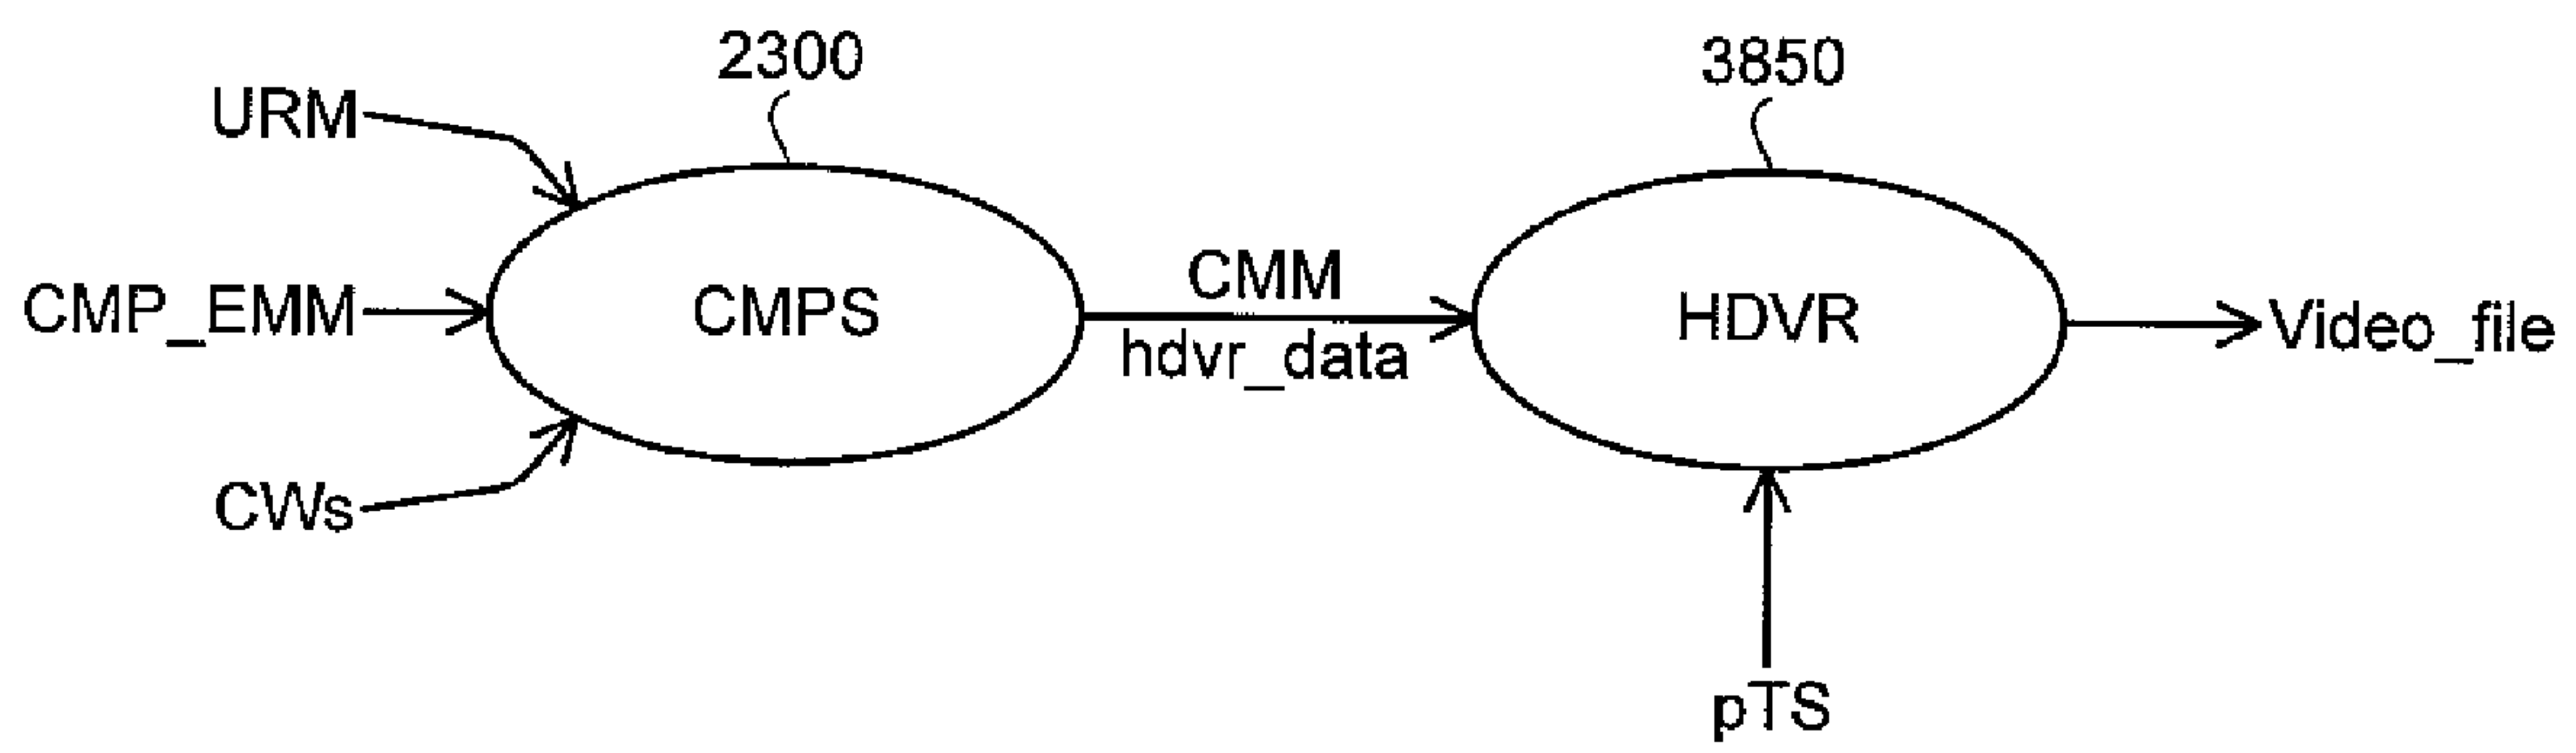 2300
3850
URM
CMP_EMM
CWs
CMPS
CMM
hdvr_data
HDVR
Video_file
pTS